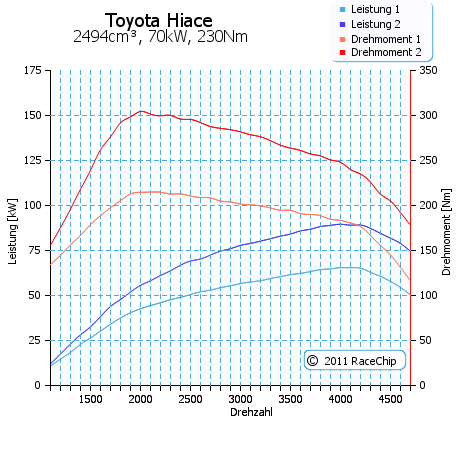 Toyota Hiace
2494cm³, 70kW, 230Nm
Leistung 1
Leistung 2
Drehmoment 1
Drehmoment 2
175
150
125
100
75
50
25
0
Leistung [kW]
350
300
250
200
150
100
50
0
Drehmoment [Nm]
1500
2000
2500
3000
3500
4000
4500
Drehzahl
© 2011 RaceChip